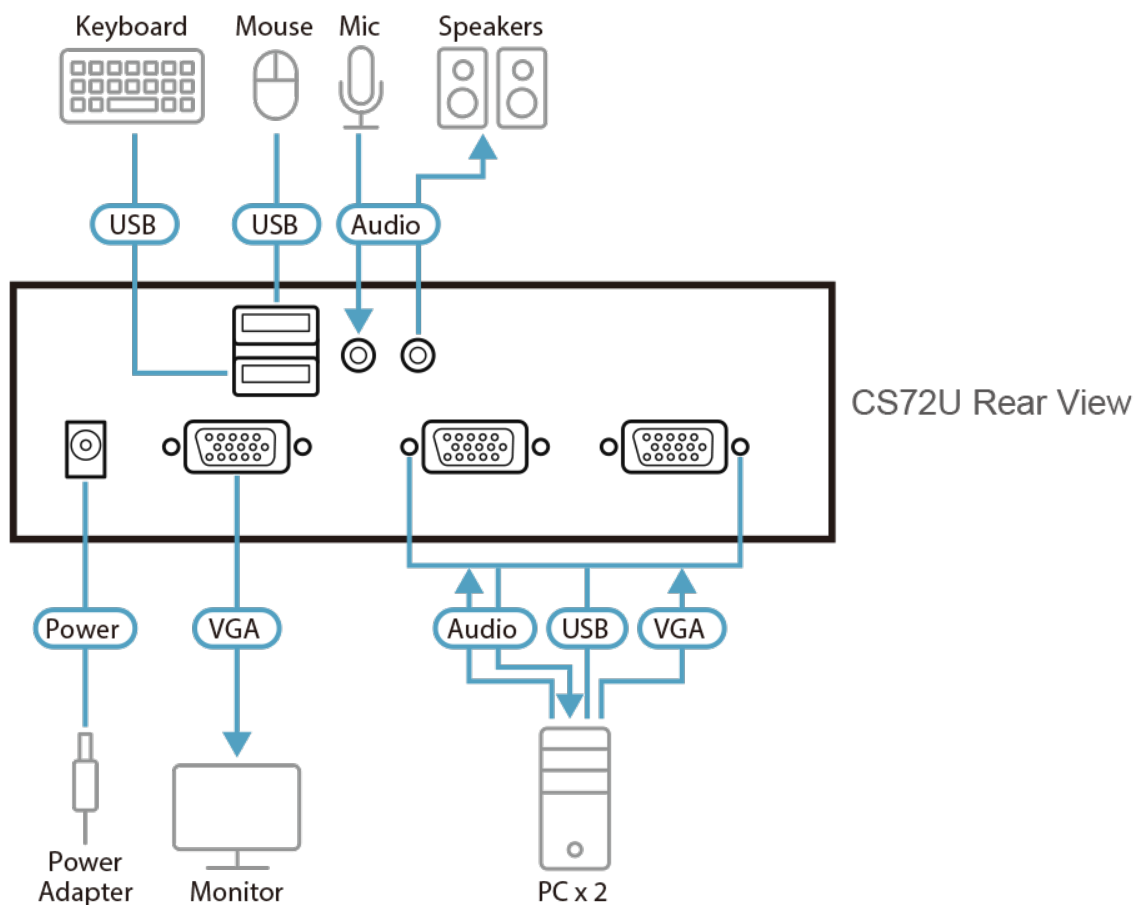 Keyboard
Mouse
Mic
Speakers
USB
USB
Audio
CS72U Rear View
Power
VGA
Audio
USB
VGA
Power
Adapter
Monitor
PC x 2